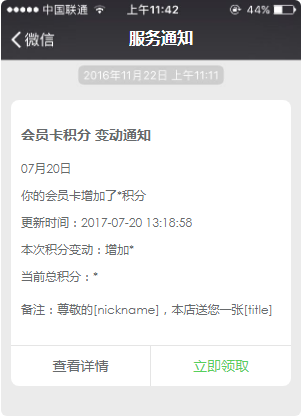 中国联通 上午11:42 44%
微信 服务通知
2016年11月22日 上午11:11
会员卡积分 变动通知
07月20日
你的会员卡增加了*积分
更新时间：2017-07-20 13:18:58
本次积分变动：增加*
当前总积分：*
备注：尊敬的[nickname]，本店送您一张[title]
查看详情 立即领取